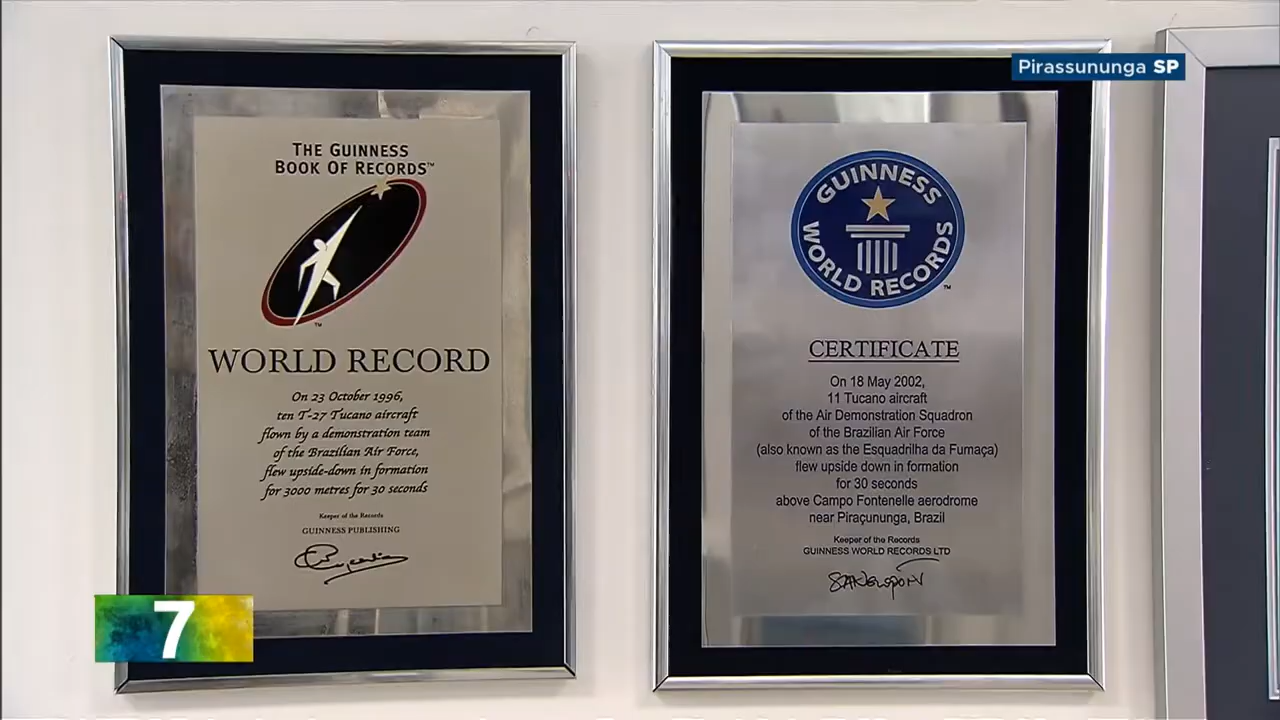 Pirassununga SP
THE GUINNESS
BOOK OF RECORDS™
WORLD RECORD
On 23 October 1996,
ten T-27 Tucano aircraft
flown by a demonstration team
of the Brazilian Air Force,
flew upside-down in formation
for 3000 metres for 30 seconds
Keeper of the Records
GUINNESS PUBLISHING
GUINNESS
WORLD RECORDS™
CERTIFICATE
On 18 May 2002,
11 Tucano aircraft
of the Air Demonstration Squadron
of the Brazilian Air Force
(also known as the Esquadrilha da Fumaça)
flew upside down in formation
for 30 seconds
above Campo Fontenelle aerodrome
near Piraçununga, Brazil
Keeper of the Records
GUINNESS WORLD RECORDS LTD
7